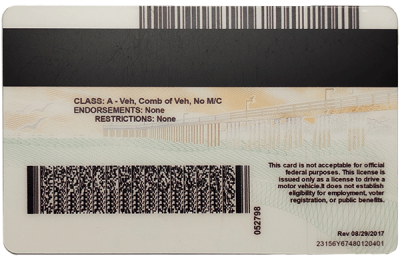 CLASS: A - Veh, Comb of Veh, No M/C
ENDORSEMENTS: None
RESTRICTIONS: None
This card is not acceptable for official
federal purposes. This license is
issued only as a license to drive a
motor vehicle.It does not establish
eligibility for employment, voter
registration, or public benefits.
052798
Rev 08/29/2017
23156Y67480120401